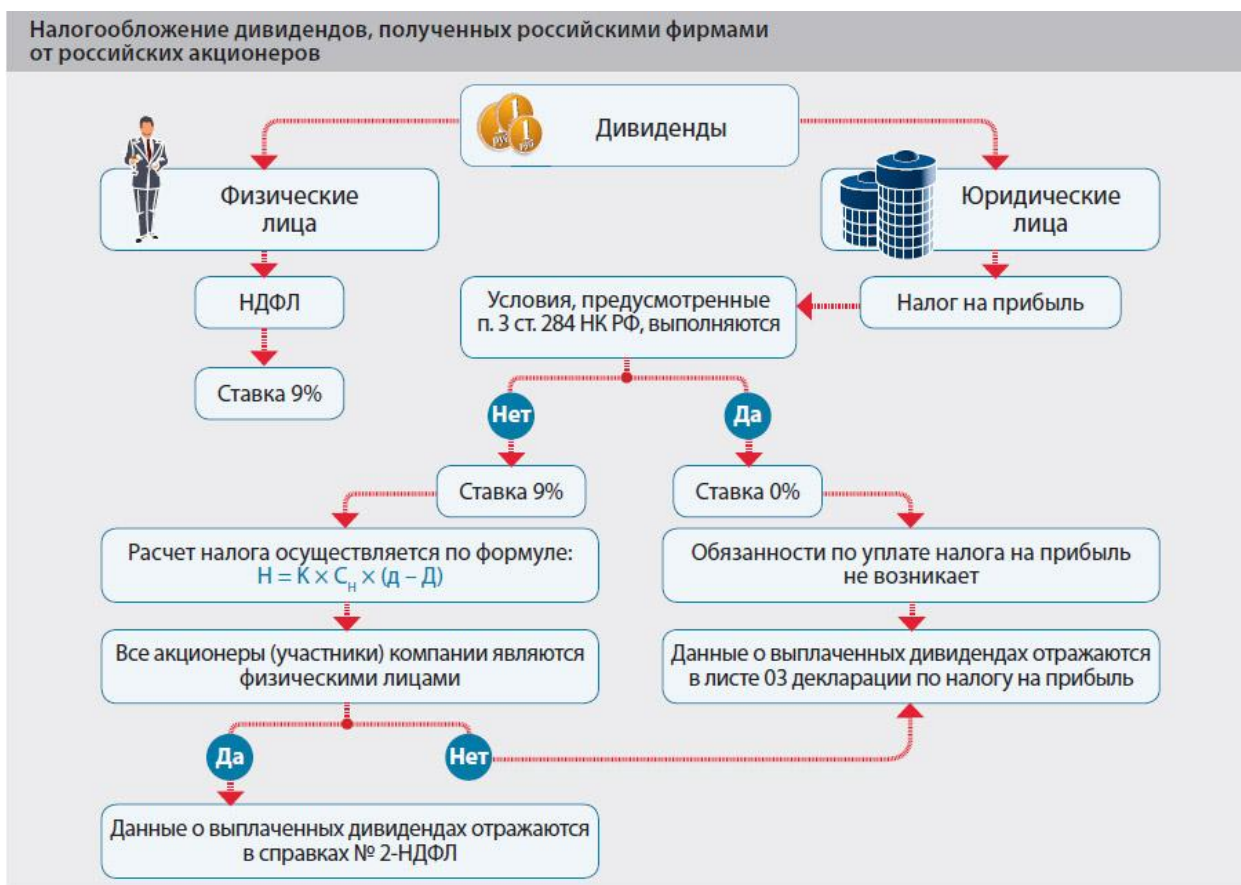 Налогообложение дивидендов, полученных российскими фирмами
от российских акционеров
Дивиденды
Физические
лица
Юридические
лица
НДФЛ
Условия, предусмотренные
п. 3 ст. 284 НК РФ, выполняются
Налог на прибыль
Ставка 9%
Нет
Да
Ставка 9%
Ставка 0%
Расчет налога осуществляется по формуле:
Н = К × Сн × (д – Д)
Обязанности по уплате налога на прибыль
не возникает
Все акционеры (участники) компании являются
физическими лицами
Данные о выплаченных дивидендах отражаются
в листе 03 декларации по налогу на прибыль
Да
Нет
Данные о выплаченных дивидендах отражаются
в справках № 2-НДФЛ